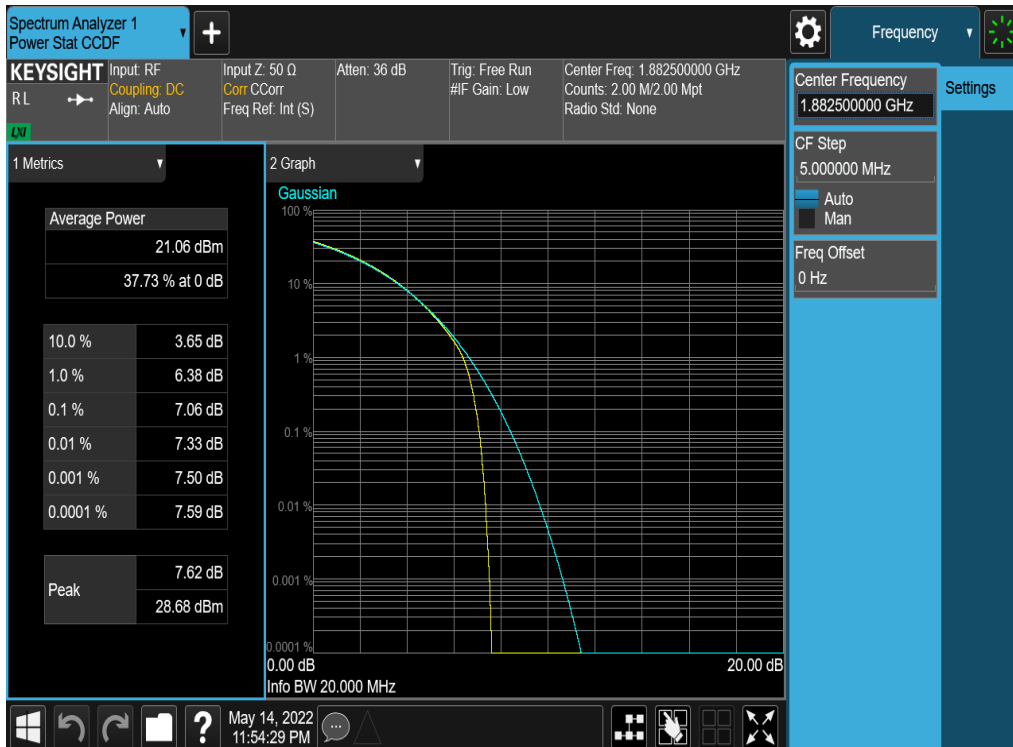 Spectrum Analyzer 1
Power Stat CCDF
+
Frequency
KEYSIGHT
RL
LXI
Input: RF
Coupling: DC
Align: Auto
Input Z: 50 Ω
Corr CCorr
Freq Ref: Int (S)
Atten: 36 dB
Trig: Free Run
#IF Gain: Low
Center Freq: 1.882500000 GHz
Counts: 2.00 M/2.00 Mpt
Radio Std: None
Center Frequency
1.882500000 GHz
Settings
CF Step
5.000000 MHz
Auto
Man
Freq Offset
0 Hz
1 Metrics
Average Power
21.06 dBm
37.73 % at 0 dB
10.0 % 3.65 dB
1.0 % 6.38 dB
0.1 % 7.06 dB
0.01 % 7.33 dB
0.001 % 7.50 dB
0.0001 % 7.59 dB
Peak
7.62 dB
28.68 dBm
2 Graph
Gaussian
100 %
10 %
1 %
0.1 %
0.01 %
0.001 %
0.0001 %
0.00 dB 20.00 dB
Info BW 20.000 MHz
?
May 14, 2022
11:54:29 PM